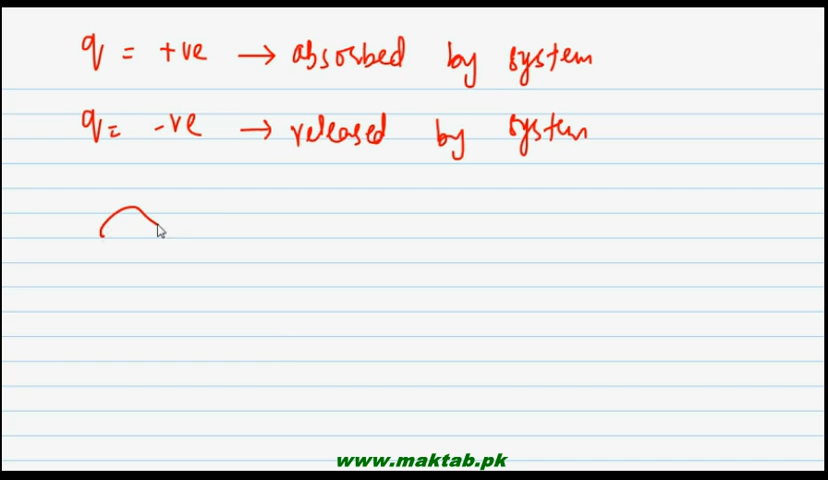 q = +ve → absorbed by system
q = -ve → released by system
www.maktab.pk